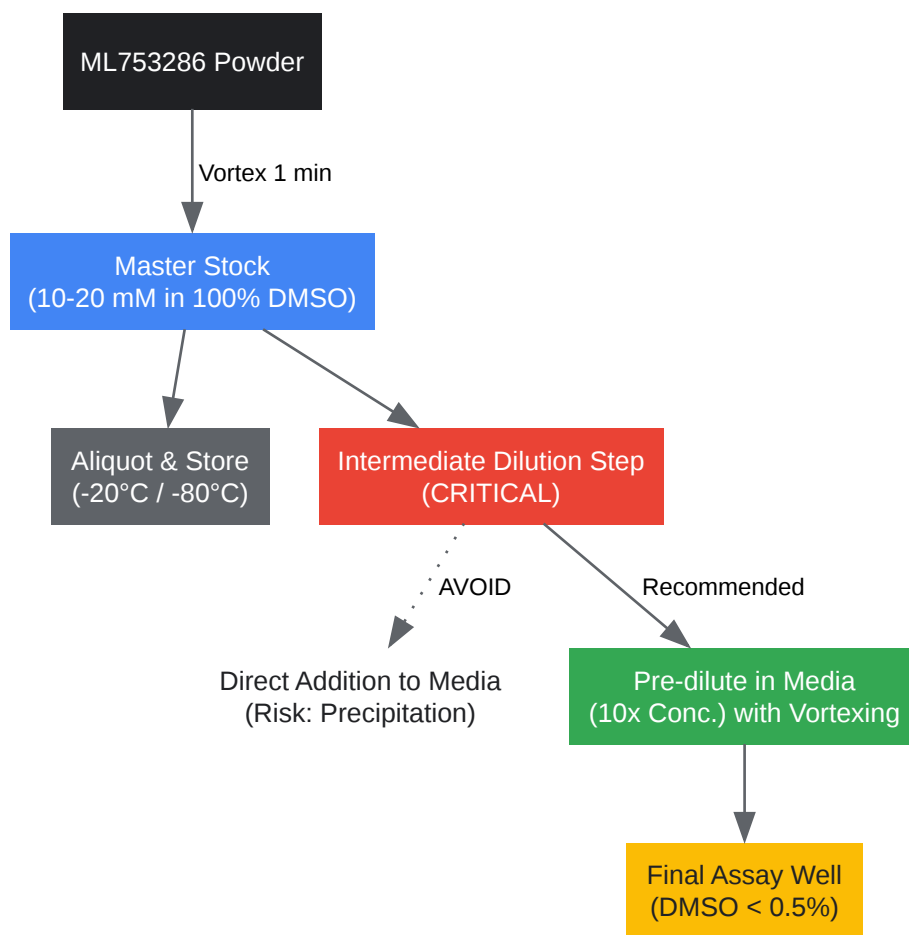 ML753286 Powder
Vortex 1 min
Master Stock
(10-20 mM in 100% DMSO)
Aliquot & Store
(-20°C / -80°C)
Intermediate Dilution Step
(CRITICAL)
AVOID
Recommended
Direct Addition to Media
(Risk: Precipitation)
Pre-dilute in Media
(10x Conc.) with Vortexing
Final Assay Well
(DMSO < 0.5%)